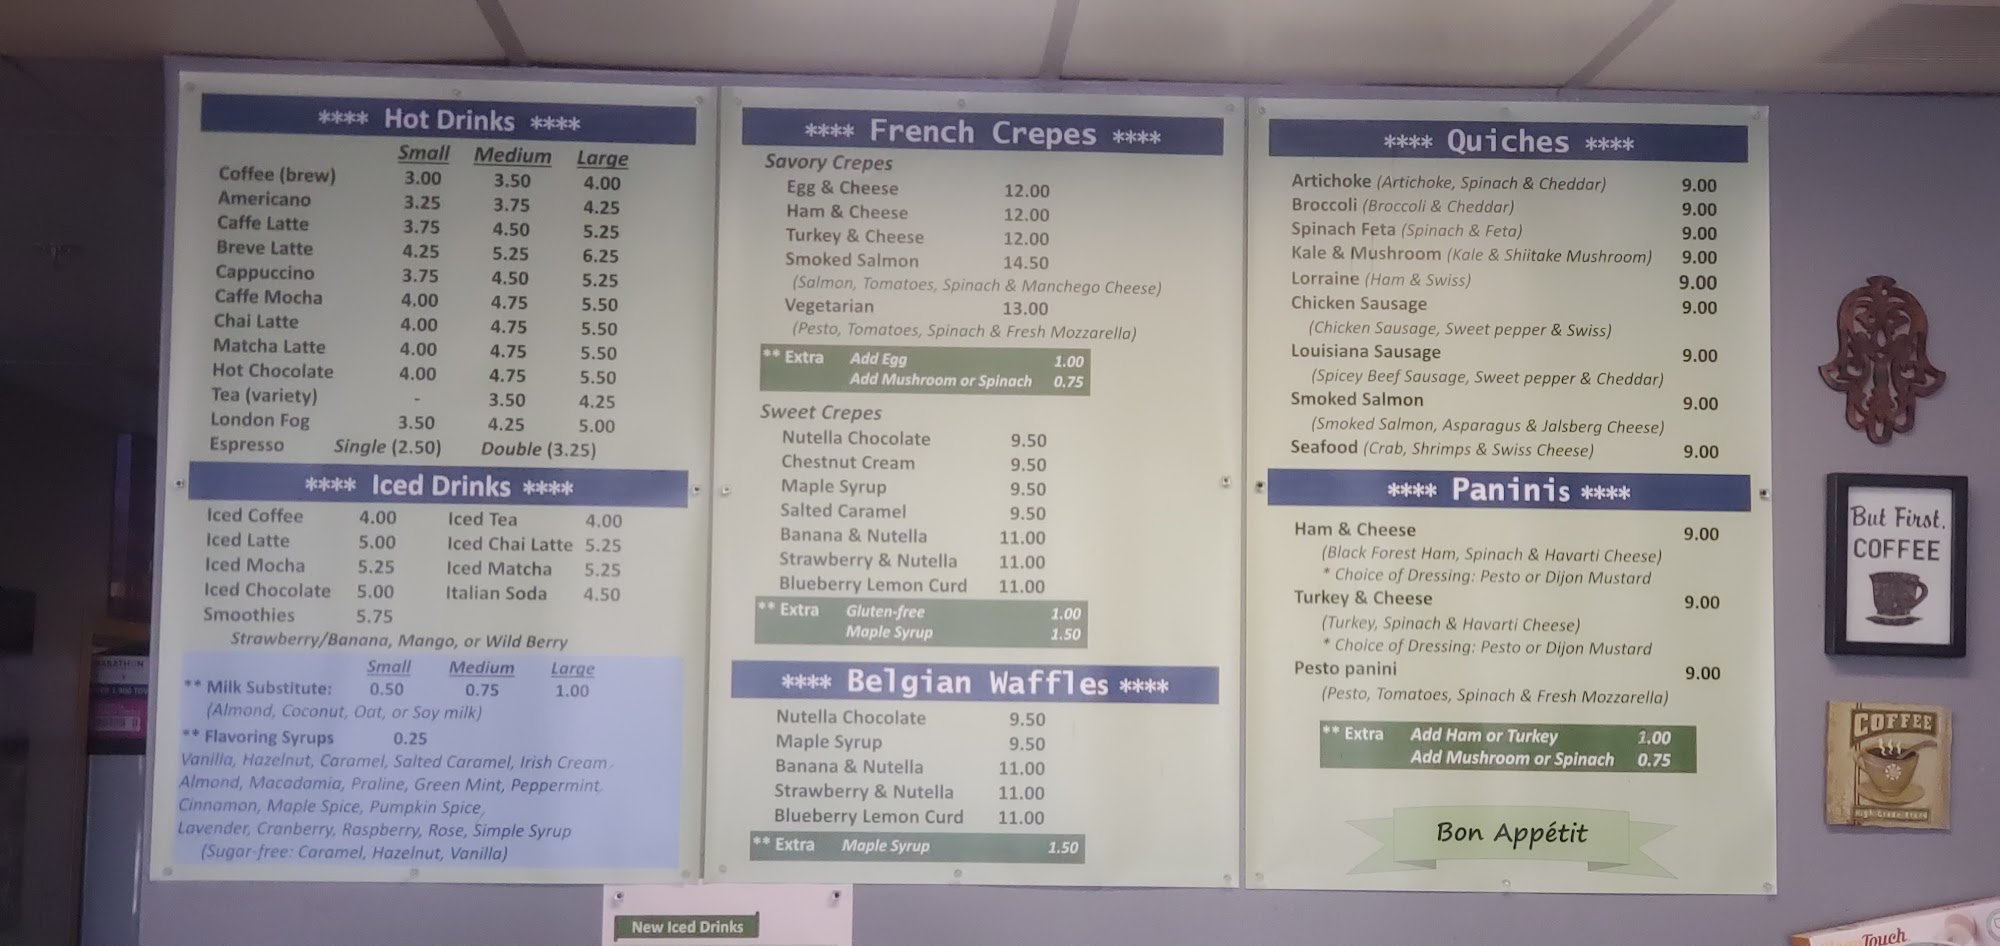 **** Hot Drinks ****
Small Medium Large
Coffee (brew) 3.00 3.50 4.00
Americano 3.25 3.75 4.25
Caffe Latte 3.75 4.50 5.25
Breve Latte 4.25 5.25 6.25
Cappuccino 3.75 4.50 5.25
Caffe Mocha 4.00 4.75 5.50
Chai Latte 4.00 4.75 5.50
Matcha Latte 4.00 4.75 5.50
Hot Chocolate 4.00 4.75 5.50
Tea (variety) - 3.50 4.25
London Fog 3.50 4.25 5.00
Espresso Single (2.50) Double (3.25)
**** Iced Drinks ****
Iced Coffee 4.00 Iced Tea 4.00
Iced Latte 5.00 Iced Chai Latte 5.25
Iced Mocha 5.25 Iced Matcha 5.25
Iced Chocolate 5.00 Italian Soda 4.50
Smoothies 5.75
Strawberry/Banana, Mango, or Wild Berry
Small Medium Large
** Milk Substitute: 0.50 0.75 1.00
(Almond, Coconut, Oat, or Soy milk)
** Flavoring Syrups 0.25
Vanilla, Hazelnut, Caramel, Salted Caramel, Irish Cream,
Almond, Macadamia, Praline, Green Mint, Peppermint,
Cinnamon, Maple Spice, Pumpkin Spice,
Lavender, Cranberry, Raspberry, Rose, Simple Syrup
(Sugar-free: Caramel, Hazelnut, Vanilla)
New Iced Drinks
**** French Crepes ****
Savory Crepes
Egg & Cheese 12.00
Ham & Cheese 12.00
Turkey & Cheese 12.00
Smoked Salmon 14.50
(Salmon, Tomatoes, Spinach & Manchego Cheese)
Vegetarian 13.00
(Pesto, Tomatoes, Spinach & Fresh Mozzarella)
** Extra Add Egg 1.00
Add Mushroom or Spinach 0.75
Sweet Crepes
Nutella Chocolate 9.50
Chestnut Cream 9.50
Maple Syrup 9.50
Salted Caramel 9.50
Banana & Nutella 11.00
Strawberry & Nutella 11.00
Blueberry Lemon Curd 11.00
** Extra Gluten-free 1.00
Maple Syrup 1.50
**** Belgian Waffles ****
Nutella Chocolate 9.50
Maple Syrup 9.50
Banana & Nutella 11.00
Strawberry & Nutella 11.00
Blueberry Lemon Curd 11.00
** Extra Maple Syrup 1.50
**** Quiches ****
Artichoke (Artichoke, Spinach & Cheddar) 9.00
Broccoli (Broccoli & Cheddar) 9.00
Spinach Feta (Spinach & Feta) 9.00
Kale & Mushroom (Kale & Shiitake Mushroom) 9.00
Lorraine (Ham & Swiss) 9.00
Chicken Sausage 9.00
(Chicken Sausage, Sweet pepper & Swiss)
Louisiana Sausage 9.00
(Spicey Beef Sausage, Sweet pepper & Cheddar)
Smoked Salmon 9.00
(Smoked Salmon, Asparagus & Jalsberg Cheese)
Seafood (Crab, Shrimps & Swiss Cheese) 9.00
**** Paninis ****
Ham & Cheese 9.00
(Black Forest Ham, Spinach & Havarti Cheese)
* Choice of Dressing: Pesto or Dijon Mustard
Turkey & Cheese 9.00
(Turkey, Spinach & Havarti Cheese)
* Choice of Dressing: Pesto or Dijon Mustard
Pesto panini 9.00
(Pesto, Tomatoes, Spinach & Fresh Mozzarella)
** Extra Add Ham or Turkey 1.00
Add Mushroom or Spinach 0.75
Bon Appétit
But First,
COFFEE
COFFEE
Touch